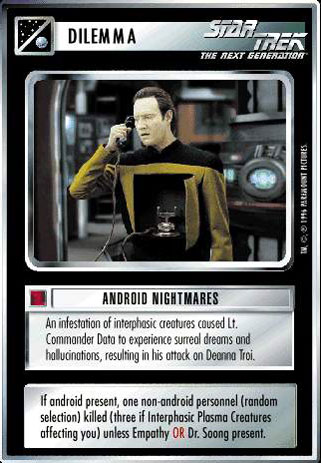 DILEMMA
STAR TREK
THE NEXT GENERATION
TM, ©, ® 1996 PARAMOUNT PICTURES.
ANDROID NIGHTMARES
An infestation of interphasic creatures caused Lt.
Commander Data to experience surreal dreams and
hallucinations, resulting in his attack on Deanna Troi.
If android present, one non-android personnel (random
selection) killed (three if Interphasic Plasma Creatures
affecting you) unless Empathy OR Dr. Soong present.